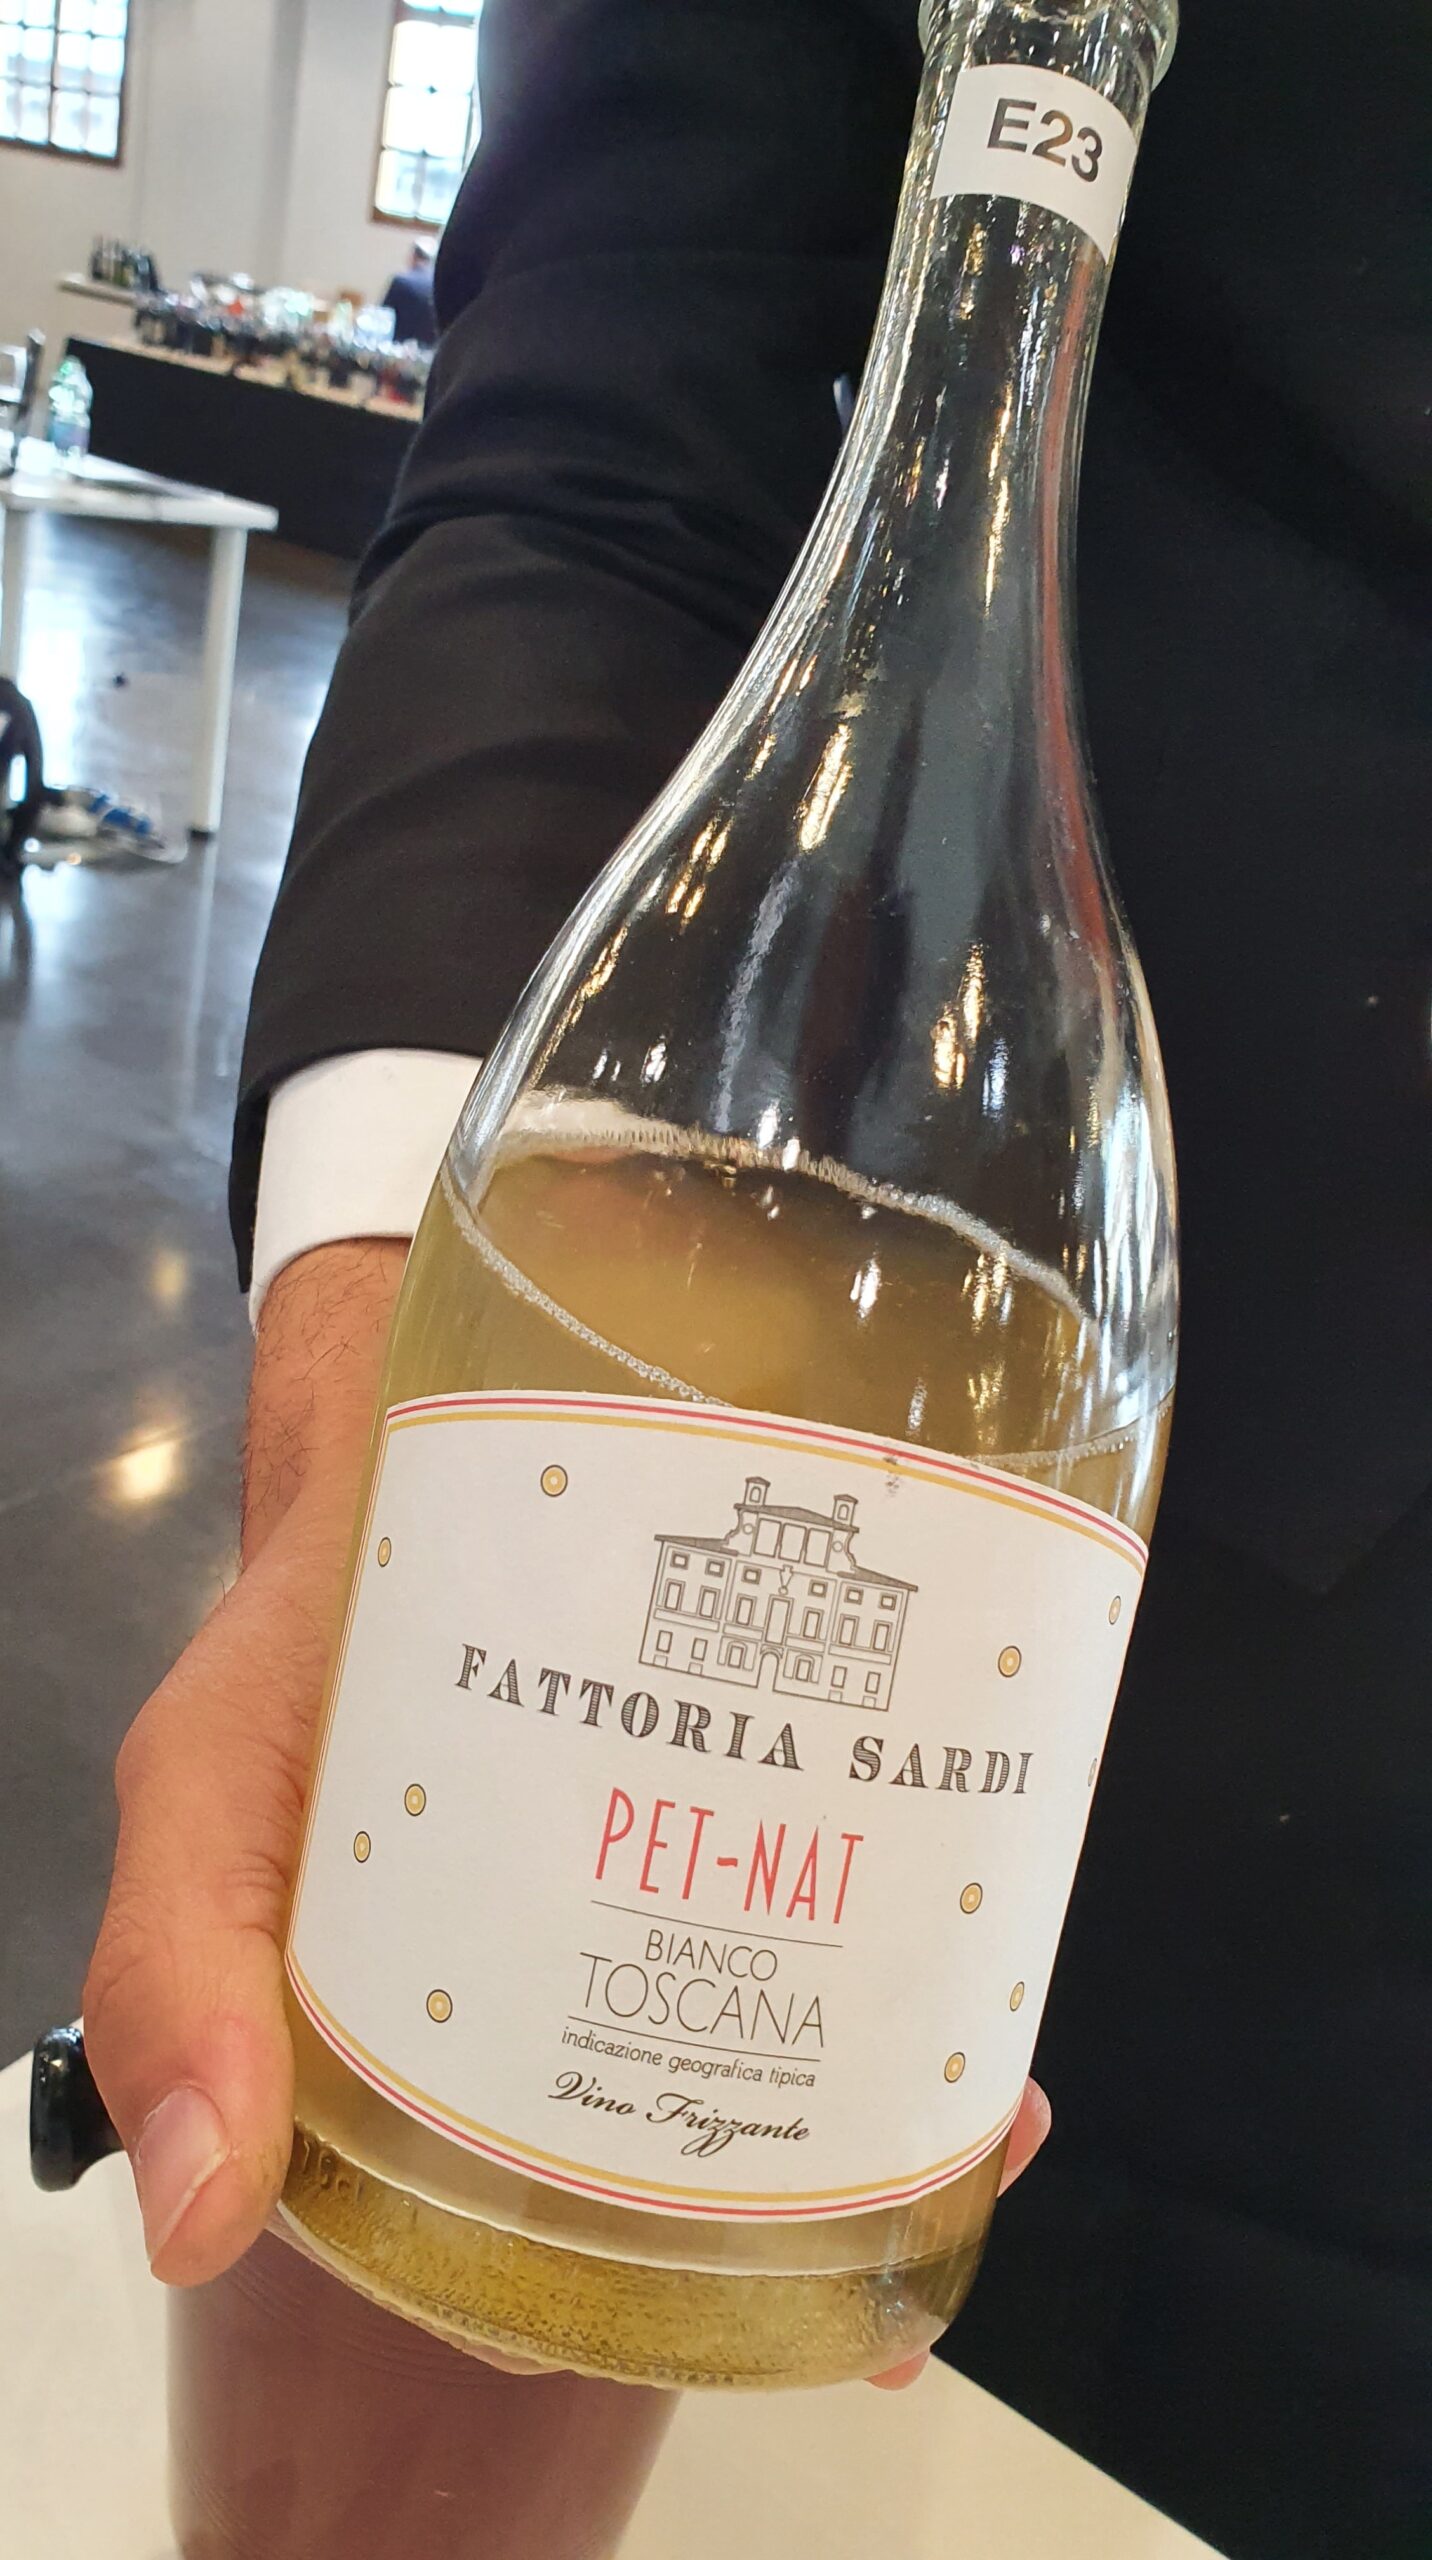 E23
FATTORIA SARDI
PET-NAT
BIANCO
TOSCANA
indicazione geografica tipica
Vino Frizzante